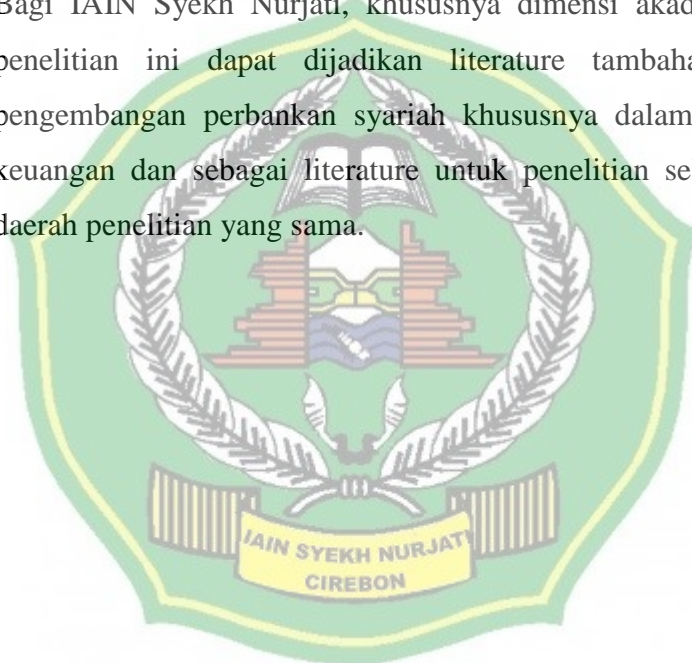 Bagi IAIN Syekh Nurjati, khususnya dimensi akad
penelitian ini dapat dijadikan literature tambaha
pengembangan perbankan syariah khususnya dalam
keuangan dan sebagai literature untuk penelitian se
daerah penelitian yang sama.
IAIN SYEKH NURJATI
CIREBON